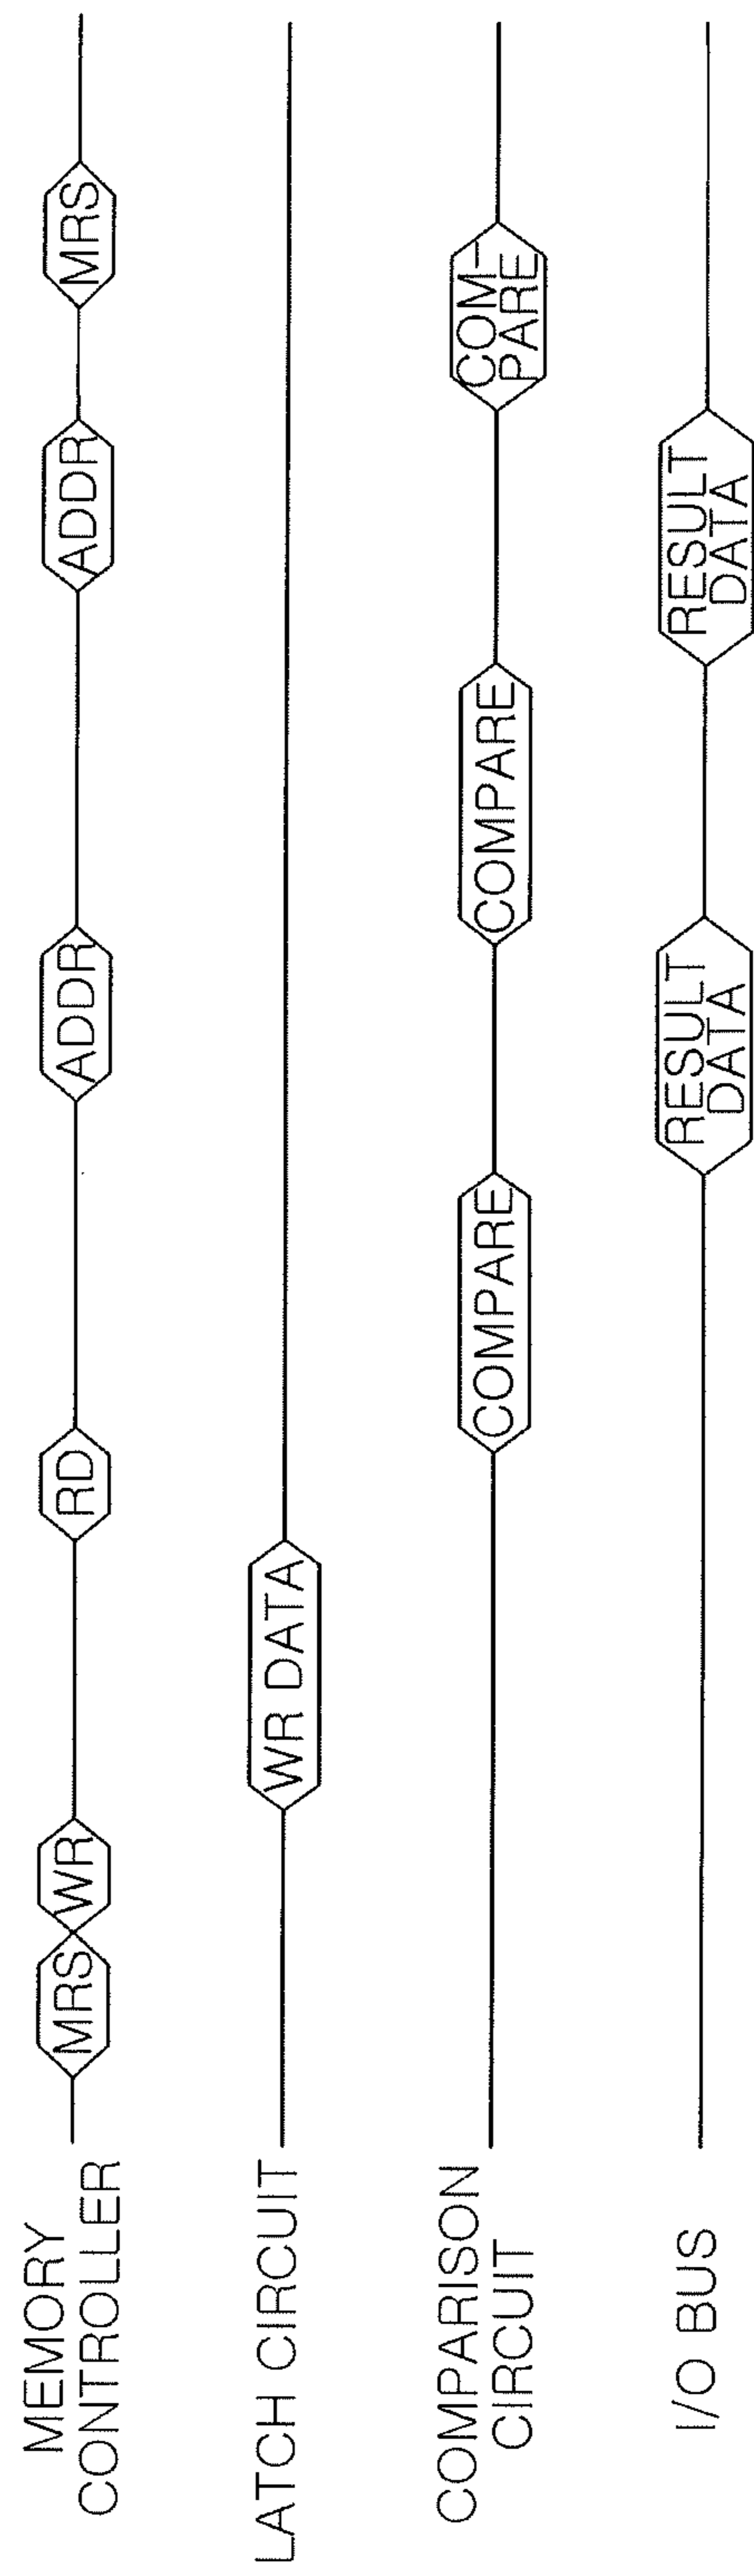 MEMORY
CONTROLLER
MRS
WR
RD
ADDR
ADDR
MRS
LATCH CIRCUIT
WR DATA
COMPARISON
CIRCUIT
COMPARE
COMPARE
COM-
PARE
I/O BUS
RESULT
DATA
RESULT
DATA